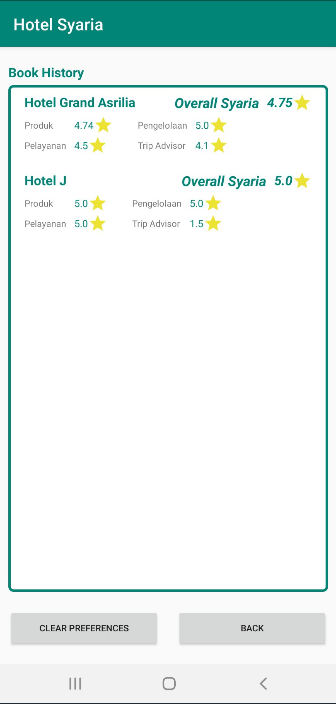 Hotel Syaria
Book History
Hotel Grand Asrilia Overall Syaria 4.75
Produk 4.74 Pengelolaan 5.0
Pelayanan 4.5 Trip Advisor 4.1
Hotel J Overall Syaria 5.0
Produk 5.0 Pengelolaan 5.0
Pelayanan 5.0 Trip Advisor 1.5
CLEAR PREFERENCES BACK